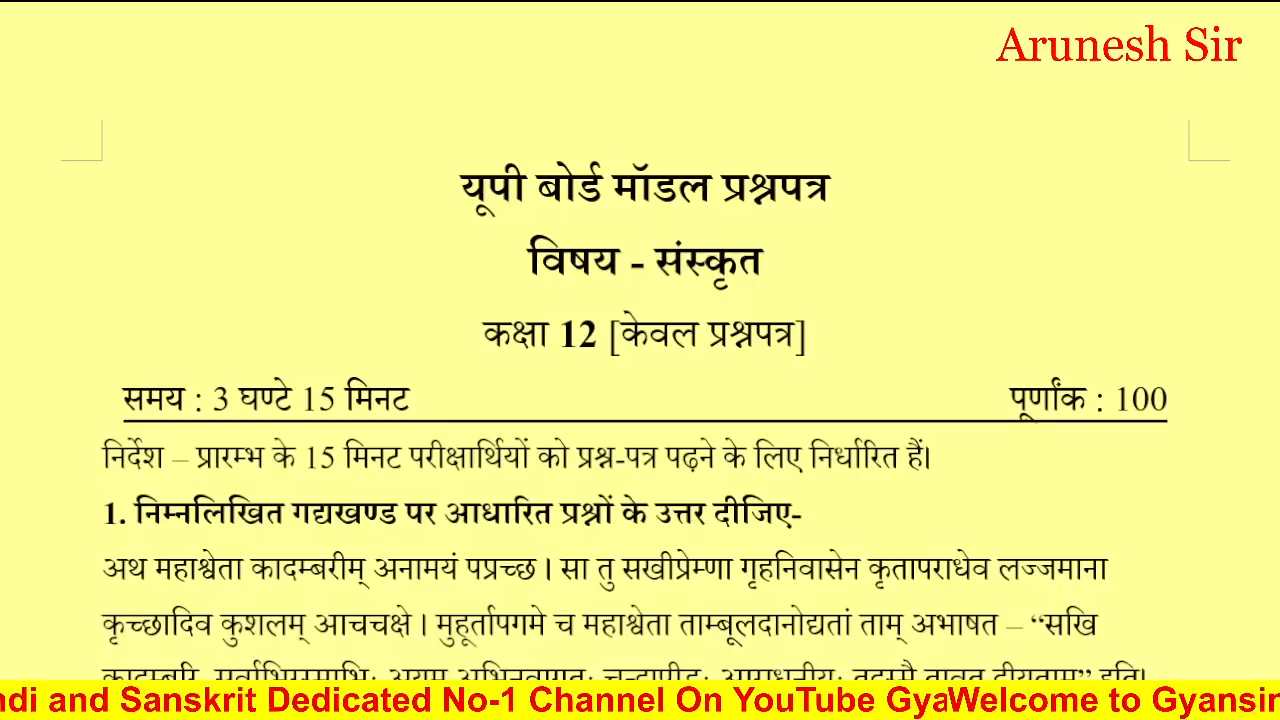 Arunesh Sir
यूपी बोर्ड मॉडल प्रश्नपत्र
विषय - संस्कृत
कक्षा 12 [केवल प्रश्नपत्र]
समय : 3 घण्टे 15 मिनट पूर्णांक : 100
निर्देश – प्रारम्भ के 15 मिनट परीक्षार्थियों को प्रश्न-पत्र पढ़ने के लिए निर्धारित हैं।
1. निम्नलिखित गद्यखण्ड पर आधारित प्रश्नों के उत्तर दीजिए-
अथ महाश्वेता कादम्बरीम् अनामयं पप्रच्छ। सा तु सखीप्रेम्णा गृहनिवासेन कृतापराधेव लज्जमाना
कृच्छादिव कुशलम् आचचक्षे। मुहूर्तापगमे च महाश्वेता ताम्बूलदानोद्यतां ताम् अभाषत – “सखि
ndi and Sanskrit Dedicated No-1 Channel On YouTube GyaWelcome to Gyansin